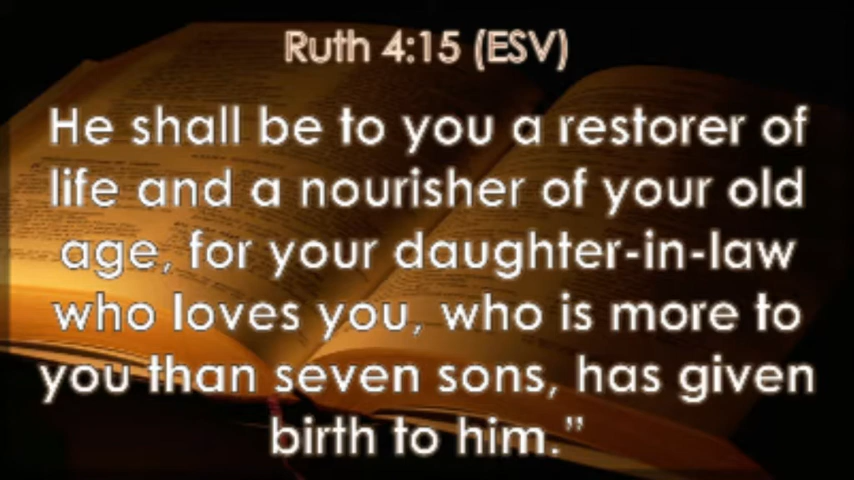 Ruth 4:15 (ESV)
He shall be to you a restorer of
life and a nourisher of your old
age, for your daughter-in-law
who loves you, who is more to
you than seven sons, has given
birth to him.”